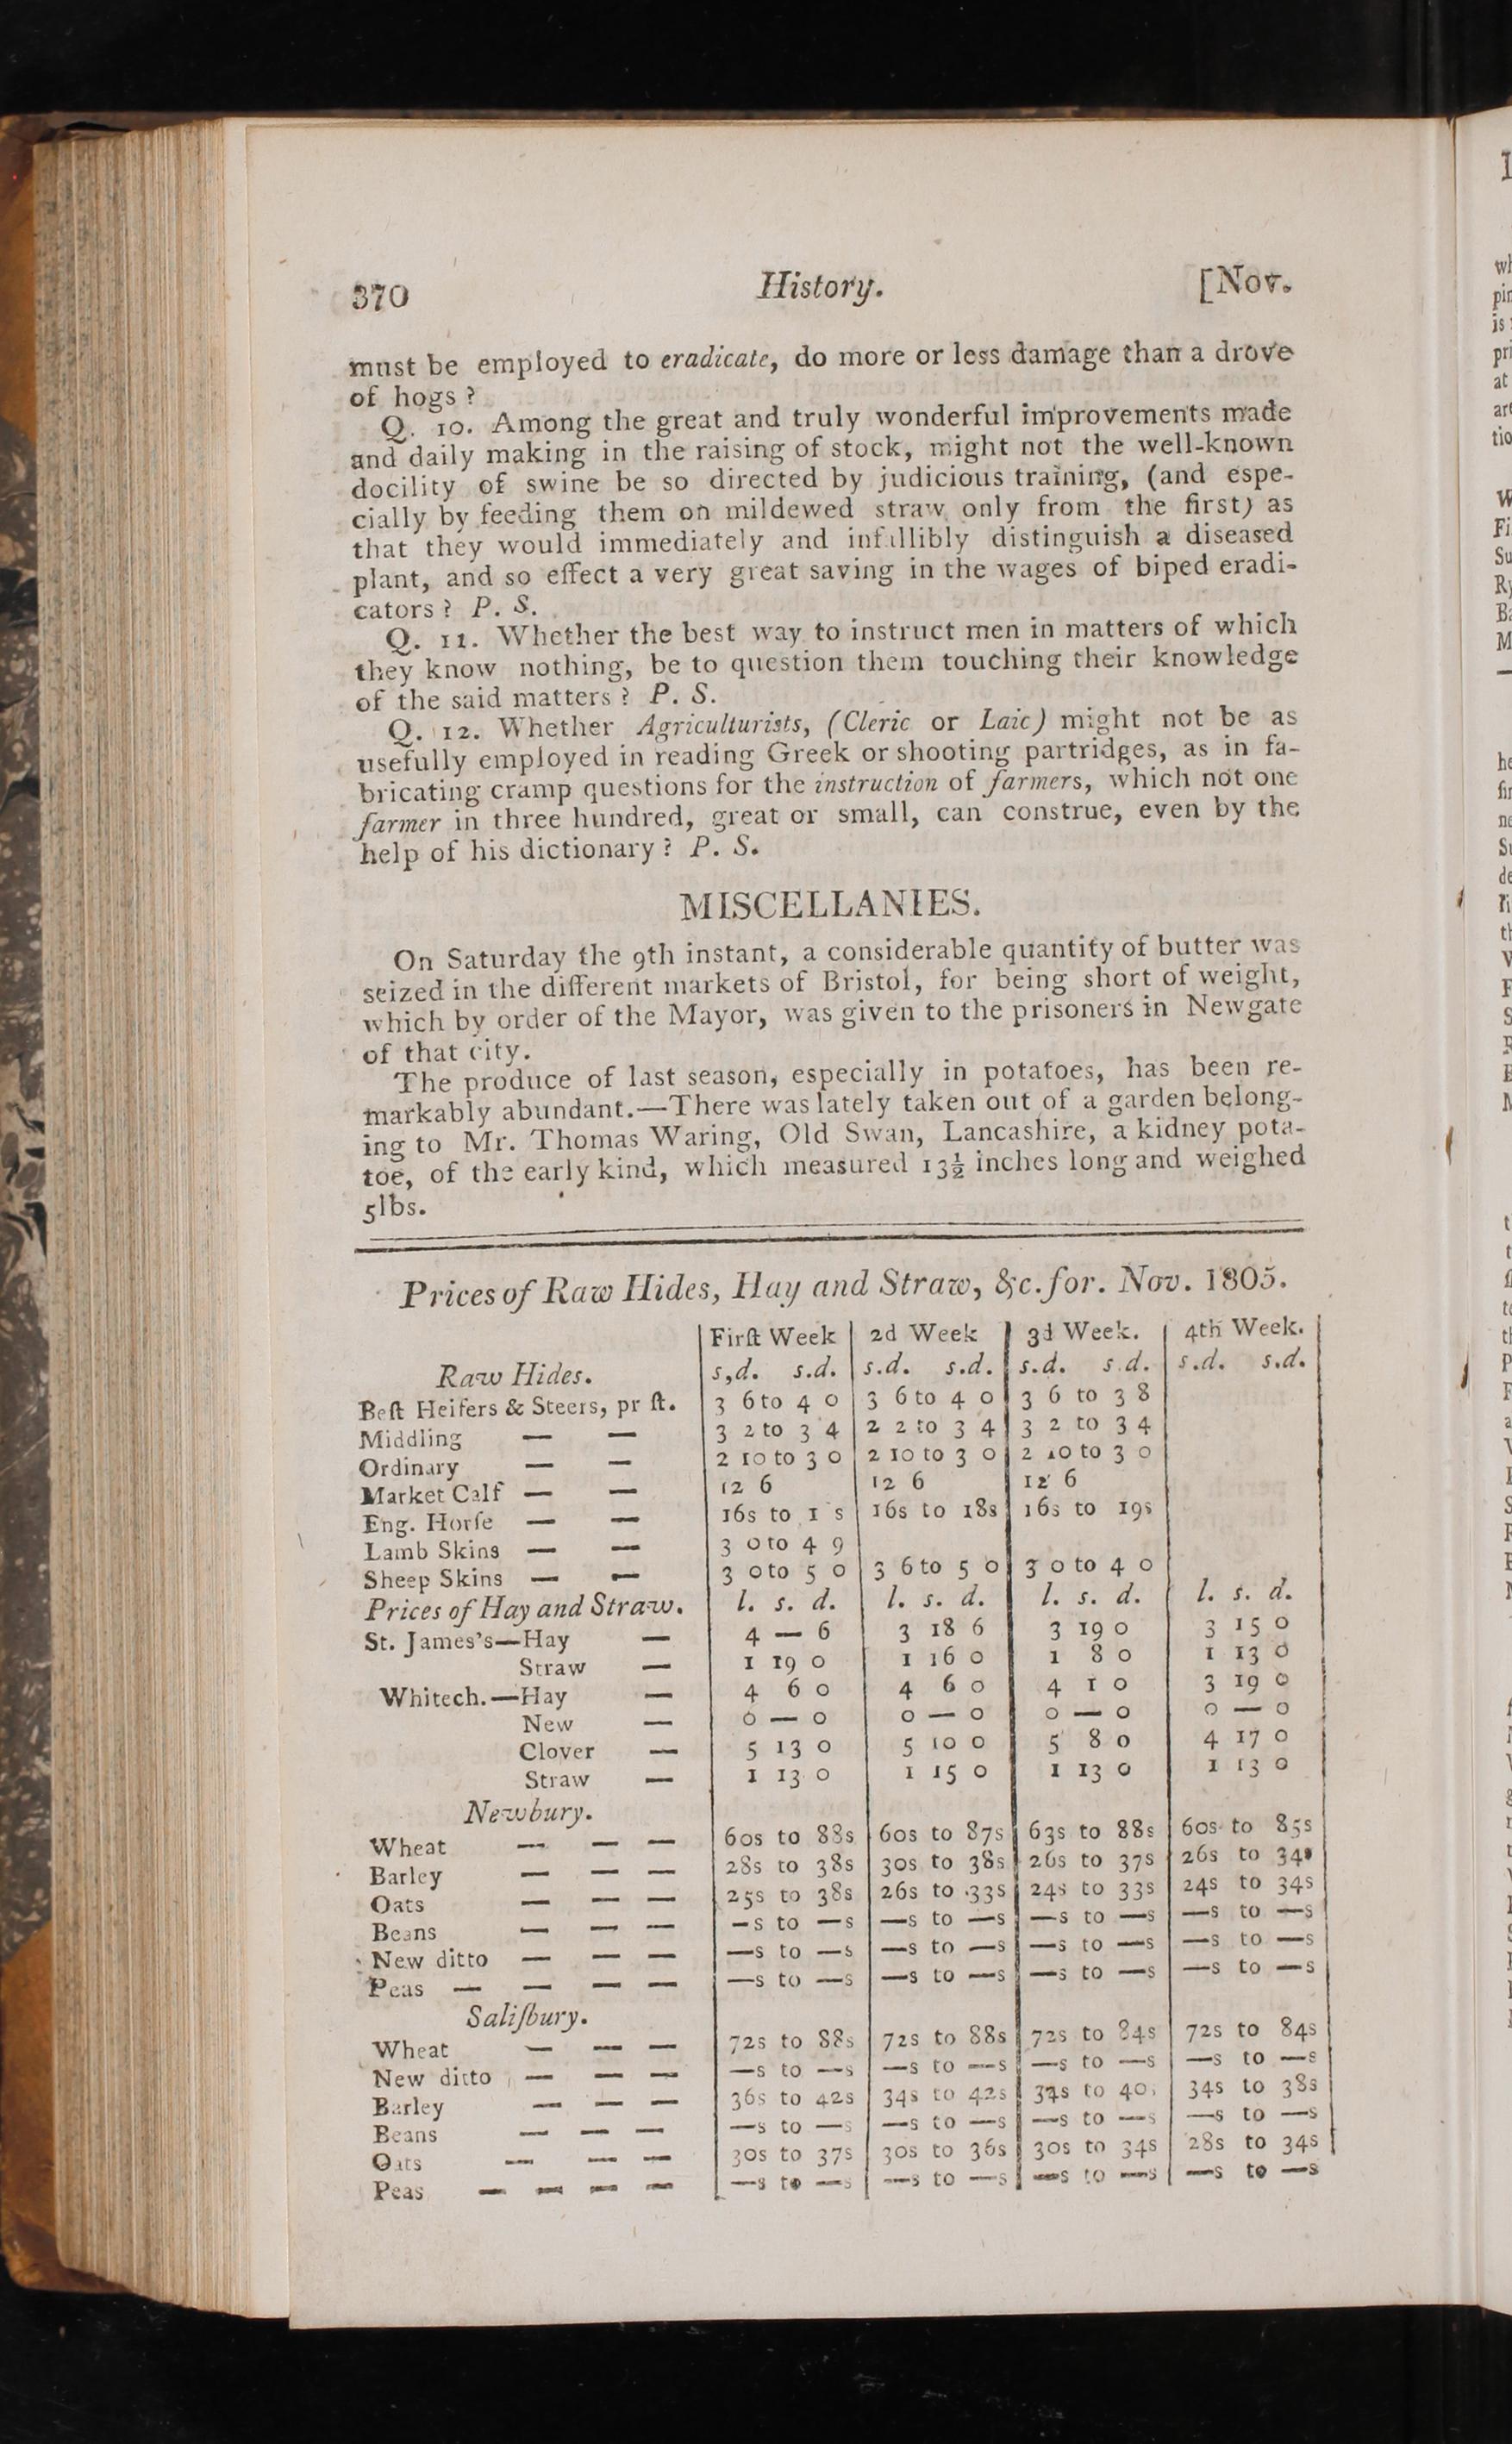 370 History. [Nov.
must be employed to eradicate, do more or less damage than a drove
of hogs ?
Q. 10. Among the great and truly wonderful improvements made
and daily making in the raising of stock, might not the well-known
docility of swine be so directed by judicious training, (and espe-
cially by feeding them on mildewed straw only from the first) as
that they would immediately and infallibly distinguish a diseased
plant, and so effect a very great saving in the wages of biped eradi-
cators ? P. S.
Q. 11. Whether the best way to instruct men in matters of which
they know nothing, be to question them touching their knowledge
of the said matters ? P. S.
Q. 12. Whether Agriculturists, (Cleric or Laic) might not be as
usefully employed in reading Greek or shooting partridges, as in fa-
bricating cramp questions for the instruction of farmers, which not one
farmer in three hundred, great or small, can construe, even by the
help of his dictionary ? P. S.
MISCELLANIES.
On Saturday the 9th instant, a considerable quantity of butter was
seized in the different markets of Bristol, for being short of weight,
which by order of the Mayor, was given to the prisoners in Newgate
of that city.
The produce of last season, especially in potatoes, has been re-
markably abundant.—There was lately taken out of a garden belong-
ing to Mr. Thomas Waring, Old Swan, Lancashire, a kidney pota-
toe, of the early kind, which measured 13½ inches long and weighed
5lbs.
Prices of Raw Hides, Hay and Straw, &c. for. Nov. 1805.
Firſt Week 2d Week 3d Week. 4th Week.
Raw Hides. s,d. s.d. s.d. s.d. s.d. s.d. s.d. s.d.
Beſt Heifers & Steers, pr ſt. 3 6 to 4 0 3 6 to 4 0 3 6 to 3 8
Middling — — 3 2 to 3 4 2 2 to 3 4 3 2 to 3 4
Ordinary — — 2 10 to 3 0 2 10 to 3 0 2 10 to 3 0
Market Calf — — 12 6 12 6 12 6
Eng. Horſe — — 16s to 16s to 18s 16s to 19s
Lamb Skins — — 3 0 to 4 9
Sheep Skins — — 3 0 to 5 0 3 6 to 5 0 3 0 to 4 0
Prices of Hay and Straw. l. s. d. l. s. d. l. s. d. l. s. d.
St. James's—Hay — 4 — 6 3 18 6 3 19 0 3 15 0
Straw — 1 19 0 1 16 0 1 8 0 1 13 0
Whitech.—Hay — 4 6 0 4 6 0 4 1 0 3 19 0
New — 0 — 0 0 — 0 0 — 0 0 — 0
Clover — 5 13 0 5 10 0 5 8 0 4 17 0
Straw — 1 13 0 1 15 0 1 13 0 1 13 0
Newbury.
Wheat — — — 60s to 88s 60s to 87s 63s to 88s 60s to 85s
Barley — — — 28s to 38s 30s to 38s 26s to 37s 26s to 34s
Oats — — — 25s to 38s 26s to 33s 24s to 33s 24s to 34s
Beans — — — —s to —s —s to —s —s to —s —s to —s
New ditto — — — —s to —s —s to —s —s to —s —s to —s
Peas — — — — —s to —s —s to —s —s to —s —s to —s
Saliſbury.
Wheat — — — 72s to 88s 72s to 88s 72s to 84s 72s to 84s
New ditto — — — —s to —s —s to —s —s to —s —s to —s
Barley — — — 36s to 42s 34s to 42s 34s to 40s 34s to 38s
Beans — — — —s to —s —s to —s —s to —s —s to —s
Oats — — — 30s to 37s 30s to 36s 30s to 34s 28s to 34s
Peas — — — — —s to —s —s to —s —s to —s —s to —s